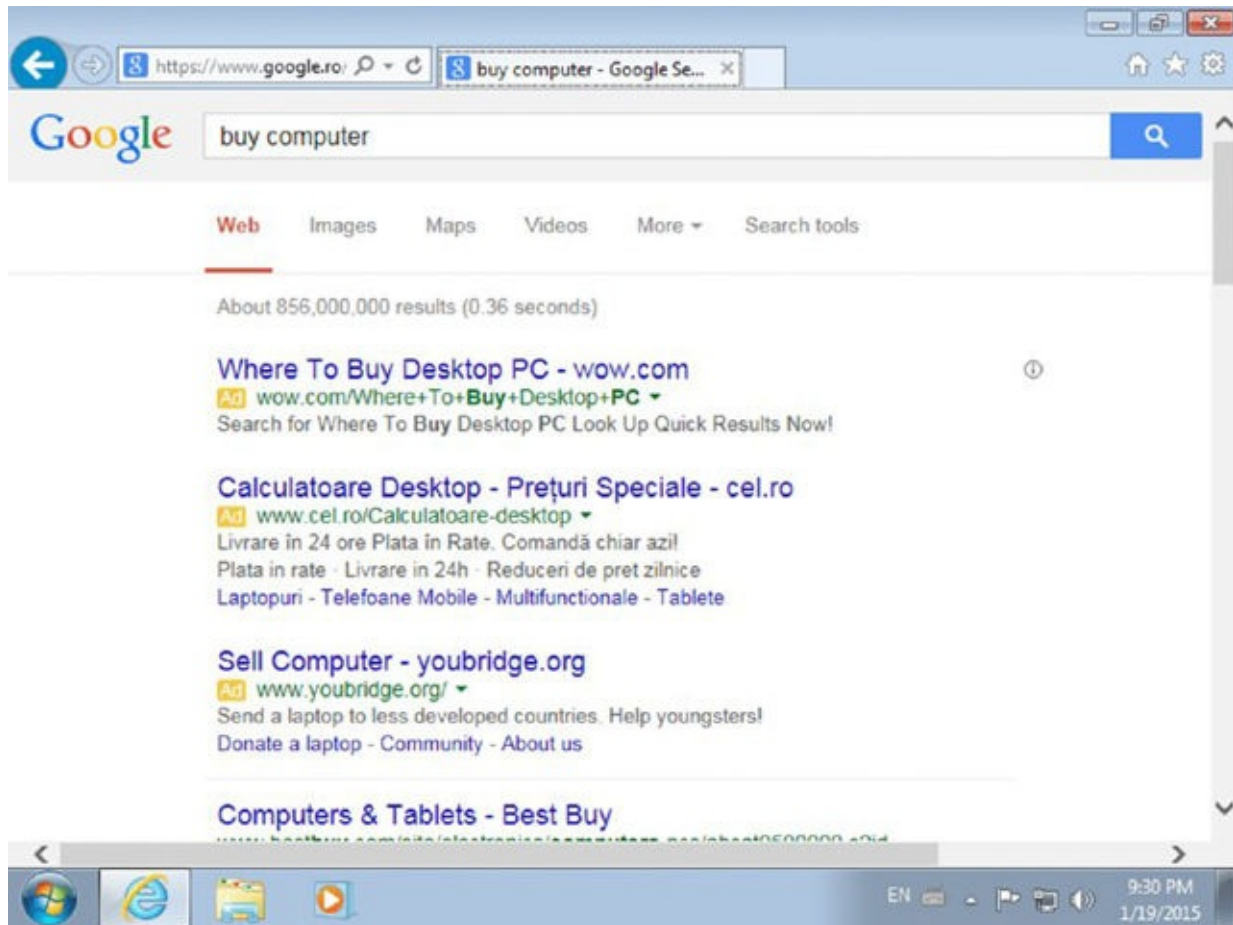 https://www.google.ro/
buy computer - Google Se...
Google
buy computer
Web Images Maps Videos More Search tools
About 856,000,000 results (0.36 seconds)
Where To Buy Desktop PC - wow.com
Ad wow.com/Where+To+Buy+Desktop+PC
Search for Where To Buy Desktop PC Look Up Quick Results Now!
Calculatoare Desktop - Prețuri Speciale - cel.ro
Ad www.cel.ro/Calculatoare-desktop
Livrare în 24 ore Plata în Rate. Comandă chiar azi!
Plata in rate · Livrare in 24h · Reduceri de pret zilnice
Laptopuri - Telefoane Mobile - Multifunctionale - Tablete
Sell Computer - youbridge.org
Ad www.youbridge.org/
Send a laptop to less developed countries. Help youngsters!
Donate a laptop - Community - About us
Computers & Tablets - Best Buy
EN
9:30 PM
1/19/2015